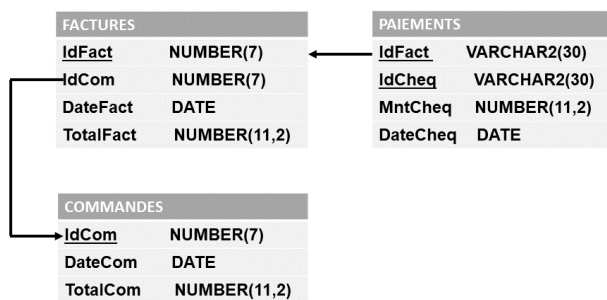 FACTURES
IdFact NUMBER(7)
IdCom NUMBER(7)
DateFact DATE
TotalFact NUMBER(11,2)
PAIEMENTS
IdFact VARCHAR2(30)
IdCheq VARCHAR2(30)
MntCheq NUMBER(11,2)
DateCheq DATE
COMMANDES
IdCom NUMBER(7)
DateCom DATE
TotalCom NUMBER(11,2)